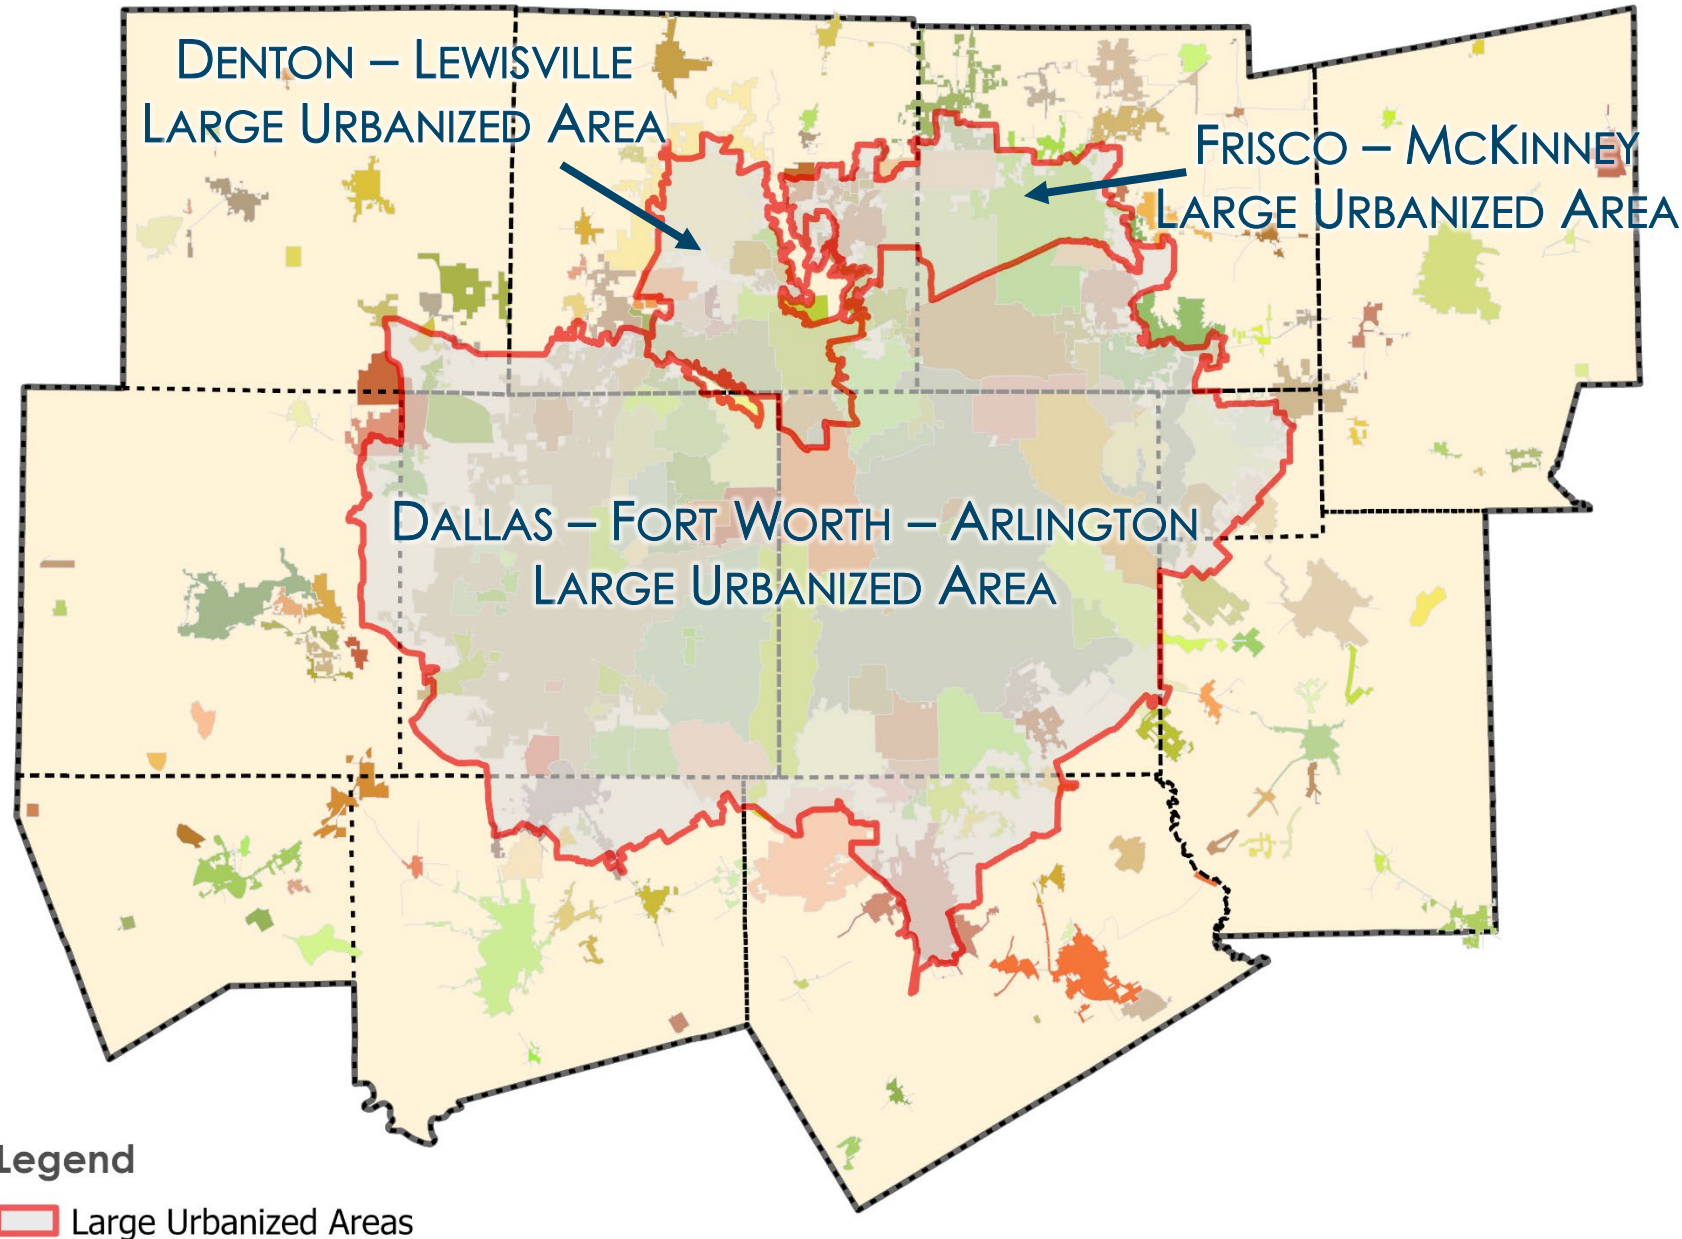 DENTON – LEWISVILLE
LARGE URBANIZED AREA
FRISCO – MCKINNEY
LARGE URBANIZED AREA
DALLAS – FORT WORTH – ARLINGTON
LARGE URBANIZED AREA
Legend
Large Urbanized Areas